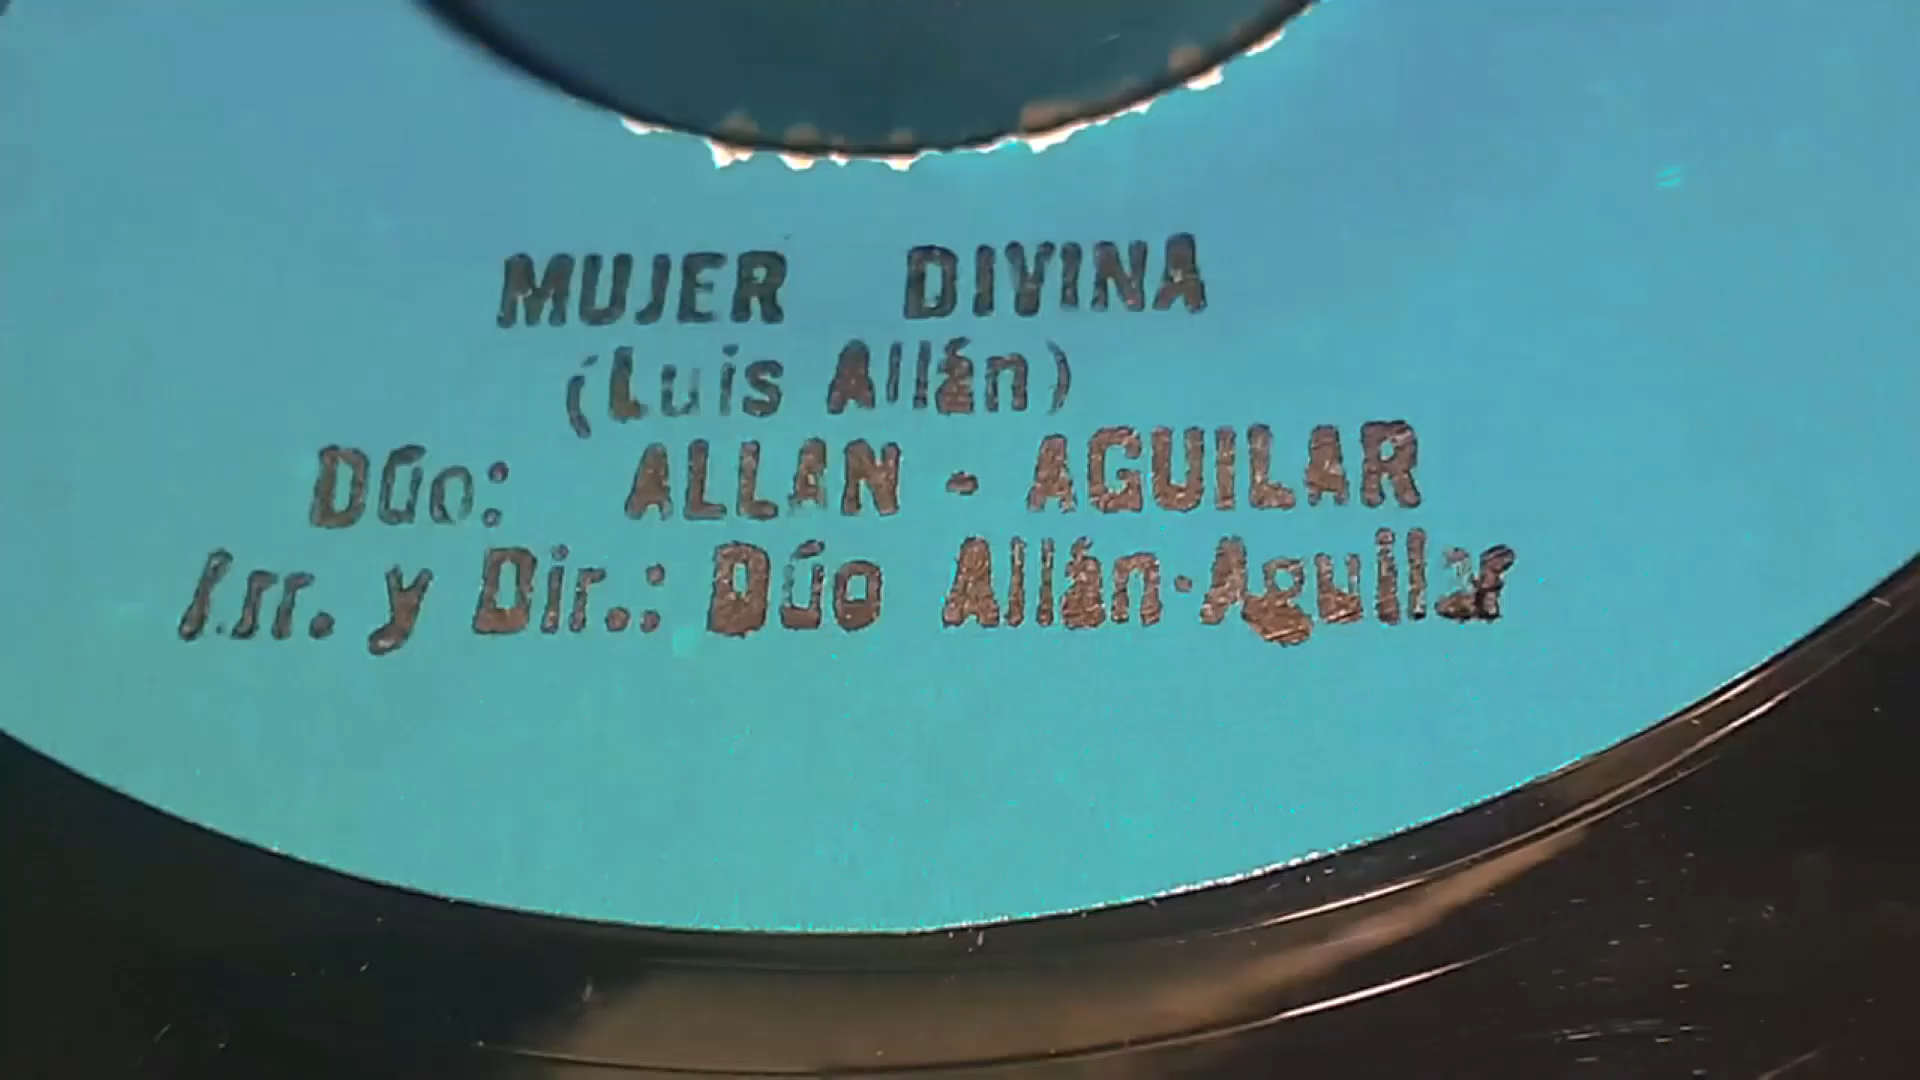 MUJER DIVINA
(Luis Allán)
Dúo: ALLAN - AGUILAR
Arr. y Dir.: Dúo Allán-Aguilar